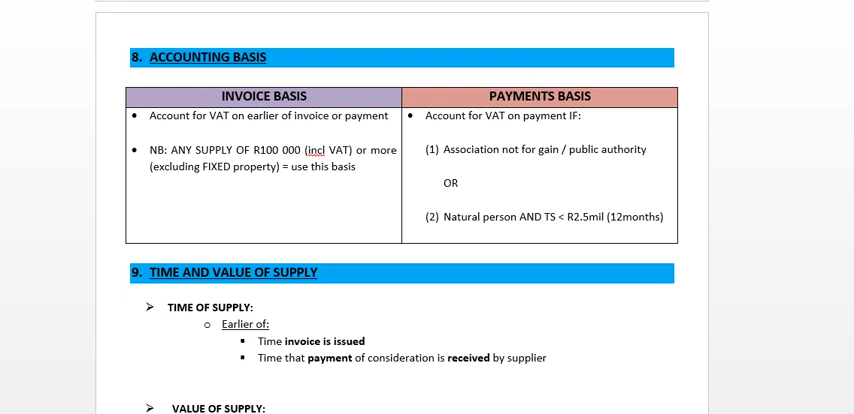 8. ACCOUNTING BASIS
INVOICE BASIS
• Account for VAT on earlier of invoice or payment
• NB: ANY SUPPLY OF R100 000 (incl VAT) or more
(excluding FIXED property) = use this basis
PAYMENTS BASIS
• Account for VAT on payment IF:
(1) Association not for gain / public authority
OR
(2) Natural person AND TS < R2.5mil (12months)
9. TIME AND VALUE OF SUPPLY
➢ TIME OF SUPPLY:
o Earlier of:
▪ Time invoice is issued
▪ Time that payment of consideration is received by supplier
➢ VALUE OF SUPPLY: